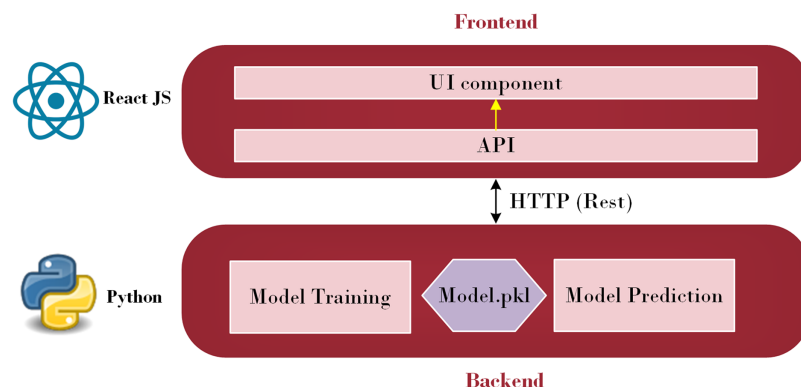 Frontend
UI component
React JS
API
HTTP (Rest)
Model Training
Model.pkl
Model Prediction
Python
Backend